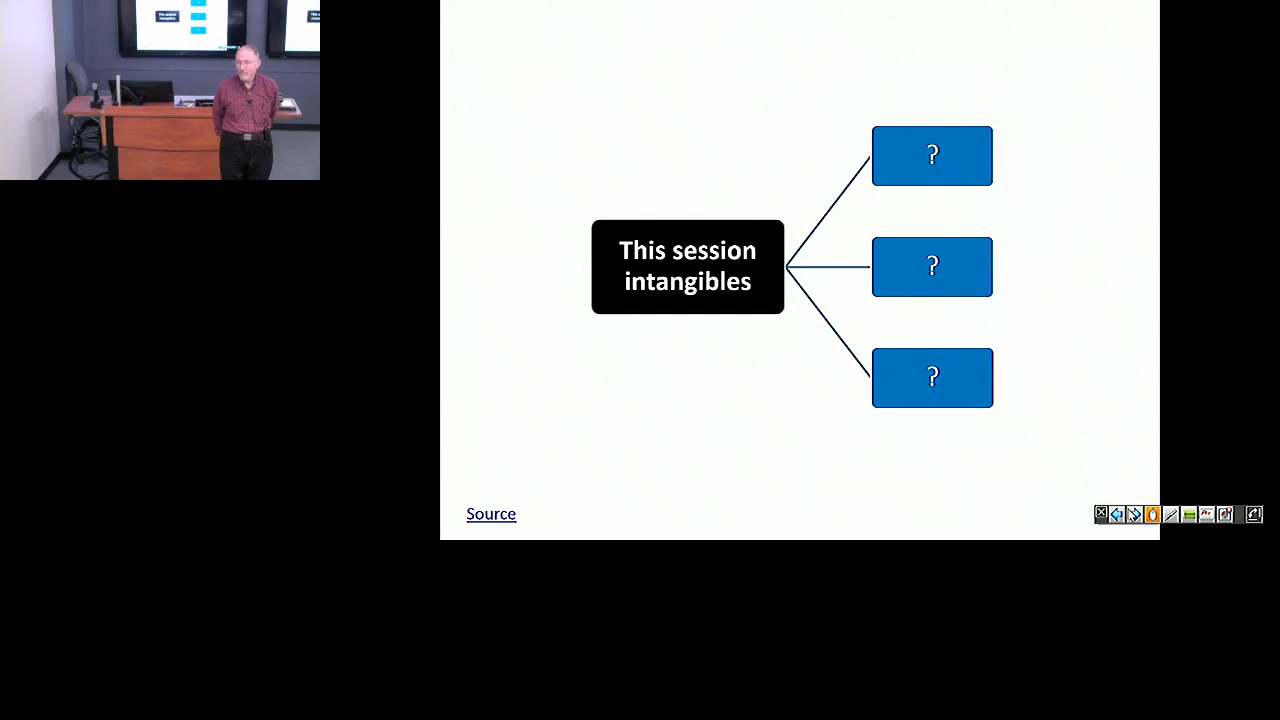 This session
intangibles
?
?
?
Source